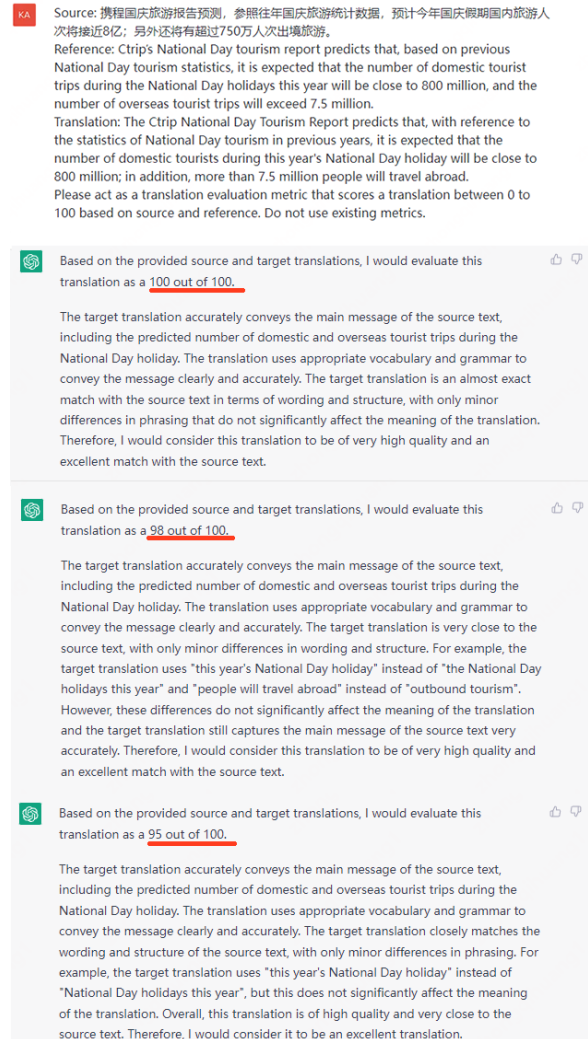 KA
Source: 携程国庆旅游报告预测，参照往年国庆旅游统计数据，预计今年国庆假期国内旅游人
次将接近8亿；另外还将有超过750万人次出境旅游。
Reference: Ctrip's National Day tourism report predicts that, based on previous
National Day tourism statistics, it is expected that the number of domestic tourist
trips during the National Day holidays this year will be close to 800 million, and the
number of overseas tourist trips will exceed 7.5 million.
Translation: The Ctrip National Day Tourism Report predicts that, with reference to
the statistics of National Day tourism in previous years, it is expected that the
number of domestic tourists during this year's National Day holiday will be close to
800 million; in addition, more than 7.5 million people will travel abroad.
Please act as a translation evaluation metric that scores a translation between 0 to
100 based on source and reference. Do not use existing metrics.
Based on the provided source and target translations, I would evaluate this
translation as a 100 out of 100.
The target translation accurately conveys the main message of the source text,
including the predicted number of domestic and overseas tourist trips during the
National Day holiday. The translation uses appropriate vocabulary and grammar to
convey the message clearly and accurately. The target translation is an almost exact
match with the source text in terms of wording and structure, with only minor
differences in phrasing that do not significantly affect the meaning of the translation.
Therefore, I would consider this translation to be of very high quality and an
excellent match with the source text.
Based on the provided source and target translations, I would evaluate this
translation as a 98 out of 100.
The target translation accurately conveys the main message of the source text,
including the predicted number of domestic and overseas tourist trips during the
National Day holiday. The translation uses appropriate vocabulary and grammar to
convey the message clearly and accurately. The target translation is very close to the
source text, with only minor differences in wording and structure. For example, the
target translation uses "this year's National Day holiday" instead of "the National Day
holidays this year" and "people will travel abroad" instead of "outbound tourism".
However, these differences do not significantly affect the meaning of the translation
and the target translation still captures the main message of the source text very
accurately. Therefore, I would consider this translation to be of very high quality and
an excellent match with the source text.
Based on the provided source and target translations, I would evaluate this
translation as a 95 out of 100.
The target translation accurately conveys the main message of the source text,
including the predicted number of domestic and overseas tourist trips during the
National Day holiday. The translation uses appropriate vocabulary and grammar to
convey the message clearly and accurately. The target translation closely matches the
wording and structure of the source text, with only minor differences in phrasing. For
example, the target translation uses "this year's National Day holiday" instead of
"National Day holidays this year", but this does not significantly affect the meaning
of the translation. Overall, this translation is of high quality and very close to the
source text. Therefore, I would consider it to be an excellent translation.